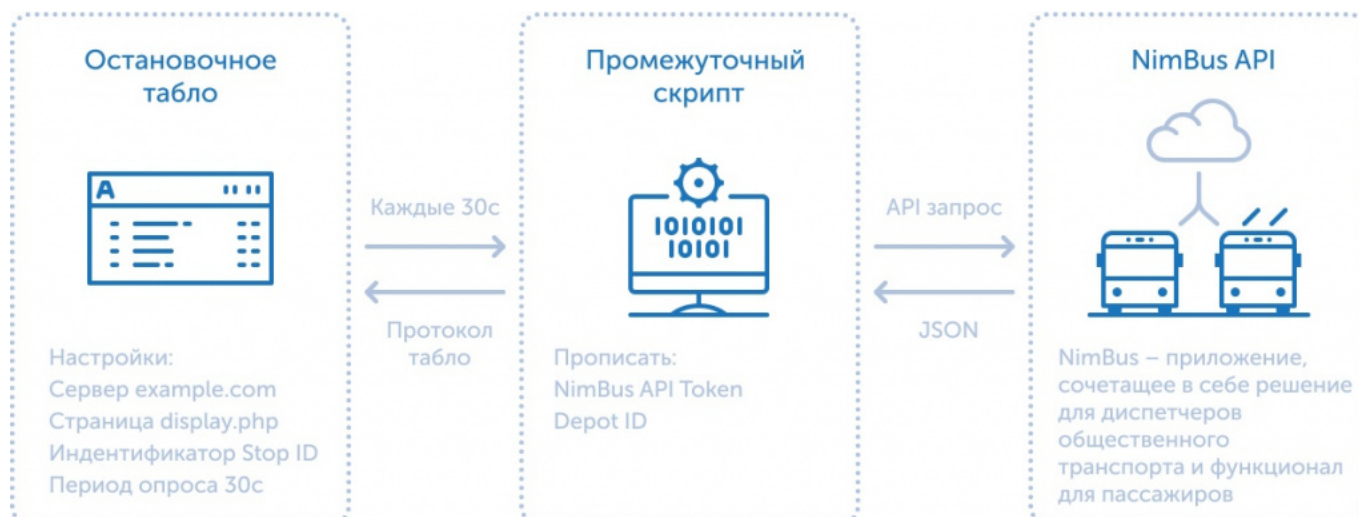 Остановочное
табло
A
Каждые 30с
Протокол
табло
Настройки:
Сервер example.com
Страница display.php
Индентификатор Stop ID
Период опроса 30с
Промежуточный
скрипт
1010101
10101
API запрос
JSON
Прописать:
NimBus API Token
Depot ID
NimBus API
NimBus – приложение,
сочетащее в себе решение
для диспетчеров
общественного
транспорта и функционал
для пассажиров